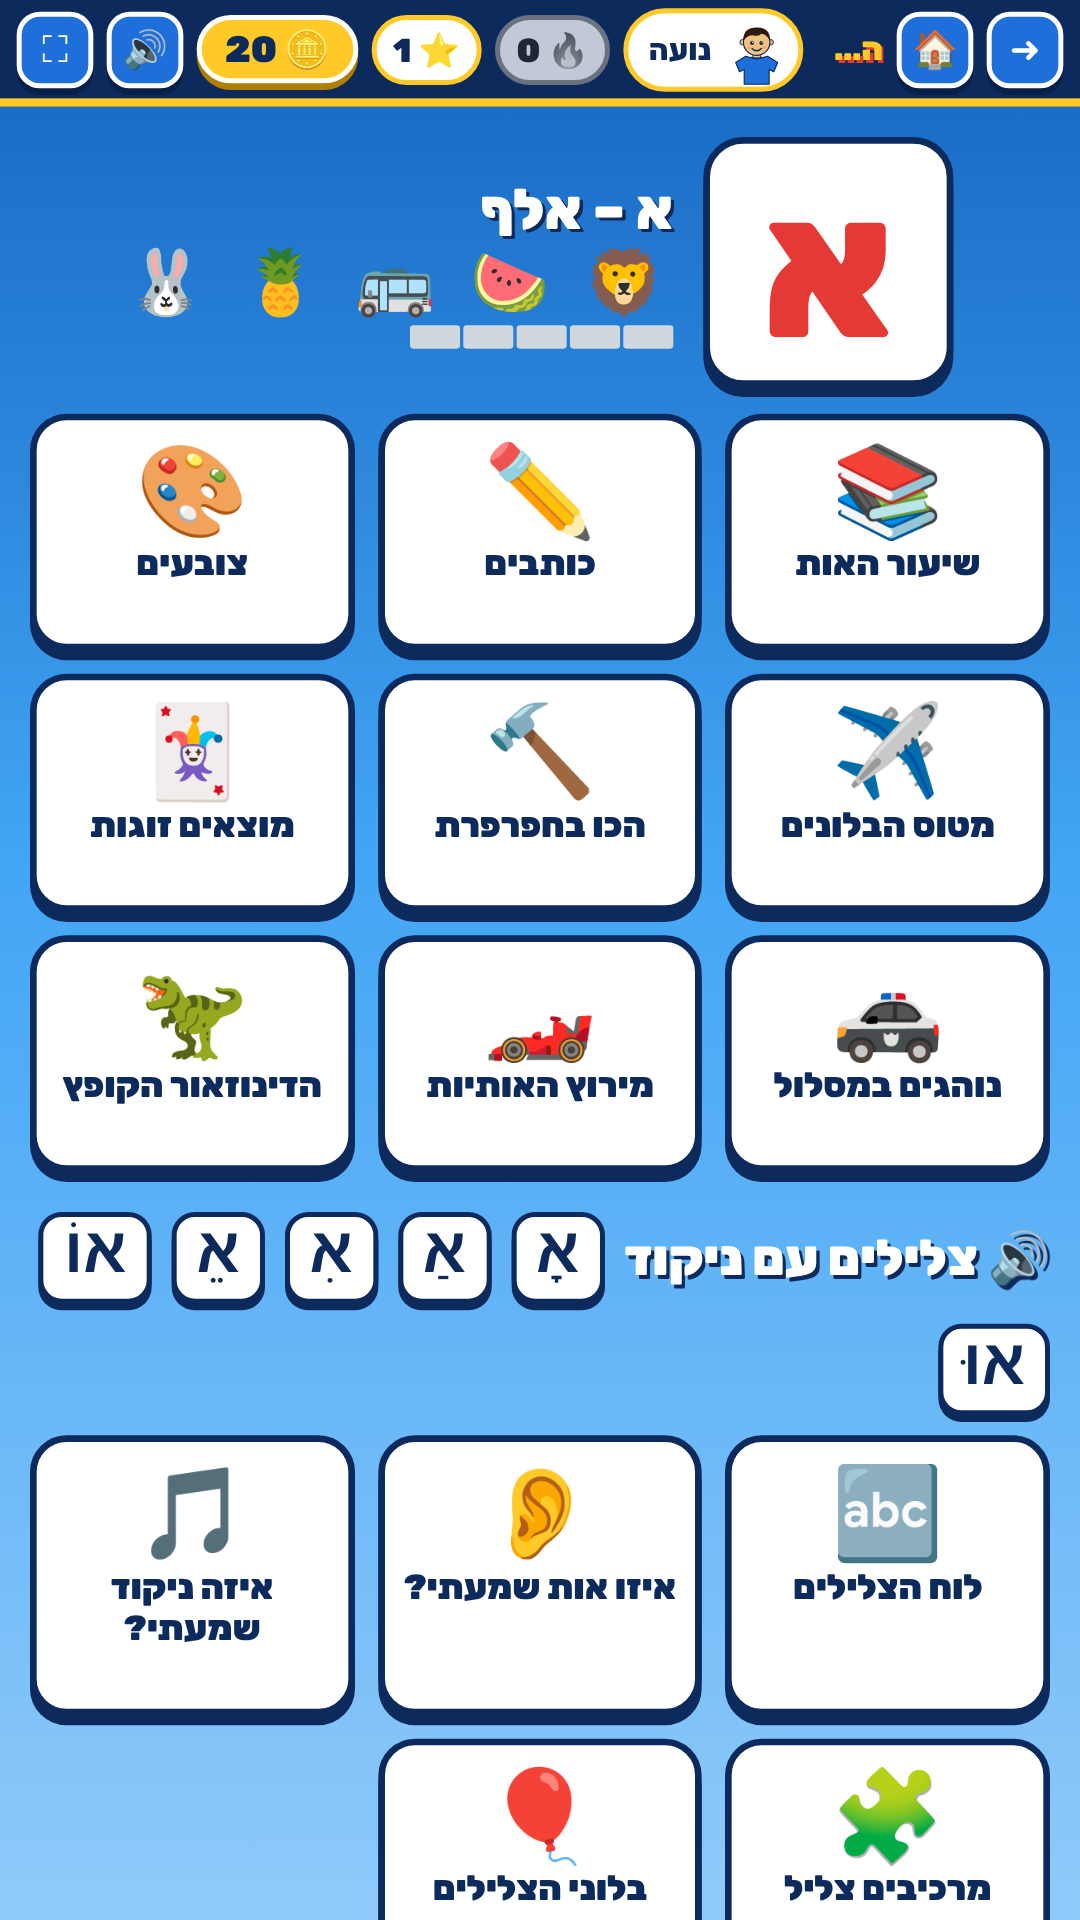 ה... נועה 0 1 20
א – אלף
א
שיעור האות כותבים צובעים
מטוס הבלונים הכו בחפרפרת מוצאים זוגות
נוהגים במסלול מירוץ האותיות הדינוזאור הקופץ
צלילים עם ניקוד אָ אַ אִ אֵ אוֹ
אוּ
abc
לוח הצלילים איזו אות שמעתי? איזה ניקוד שמעתי?
מרכיבים צליל בלוני הצלילים